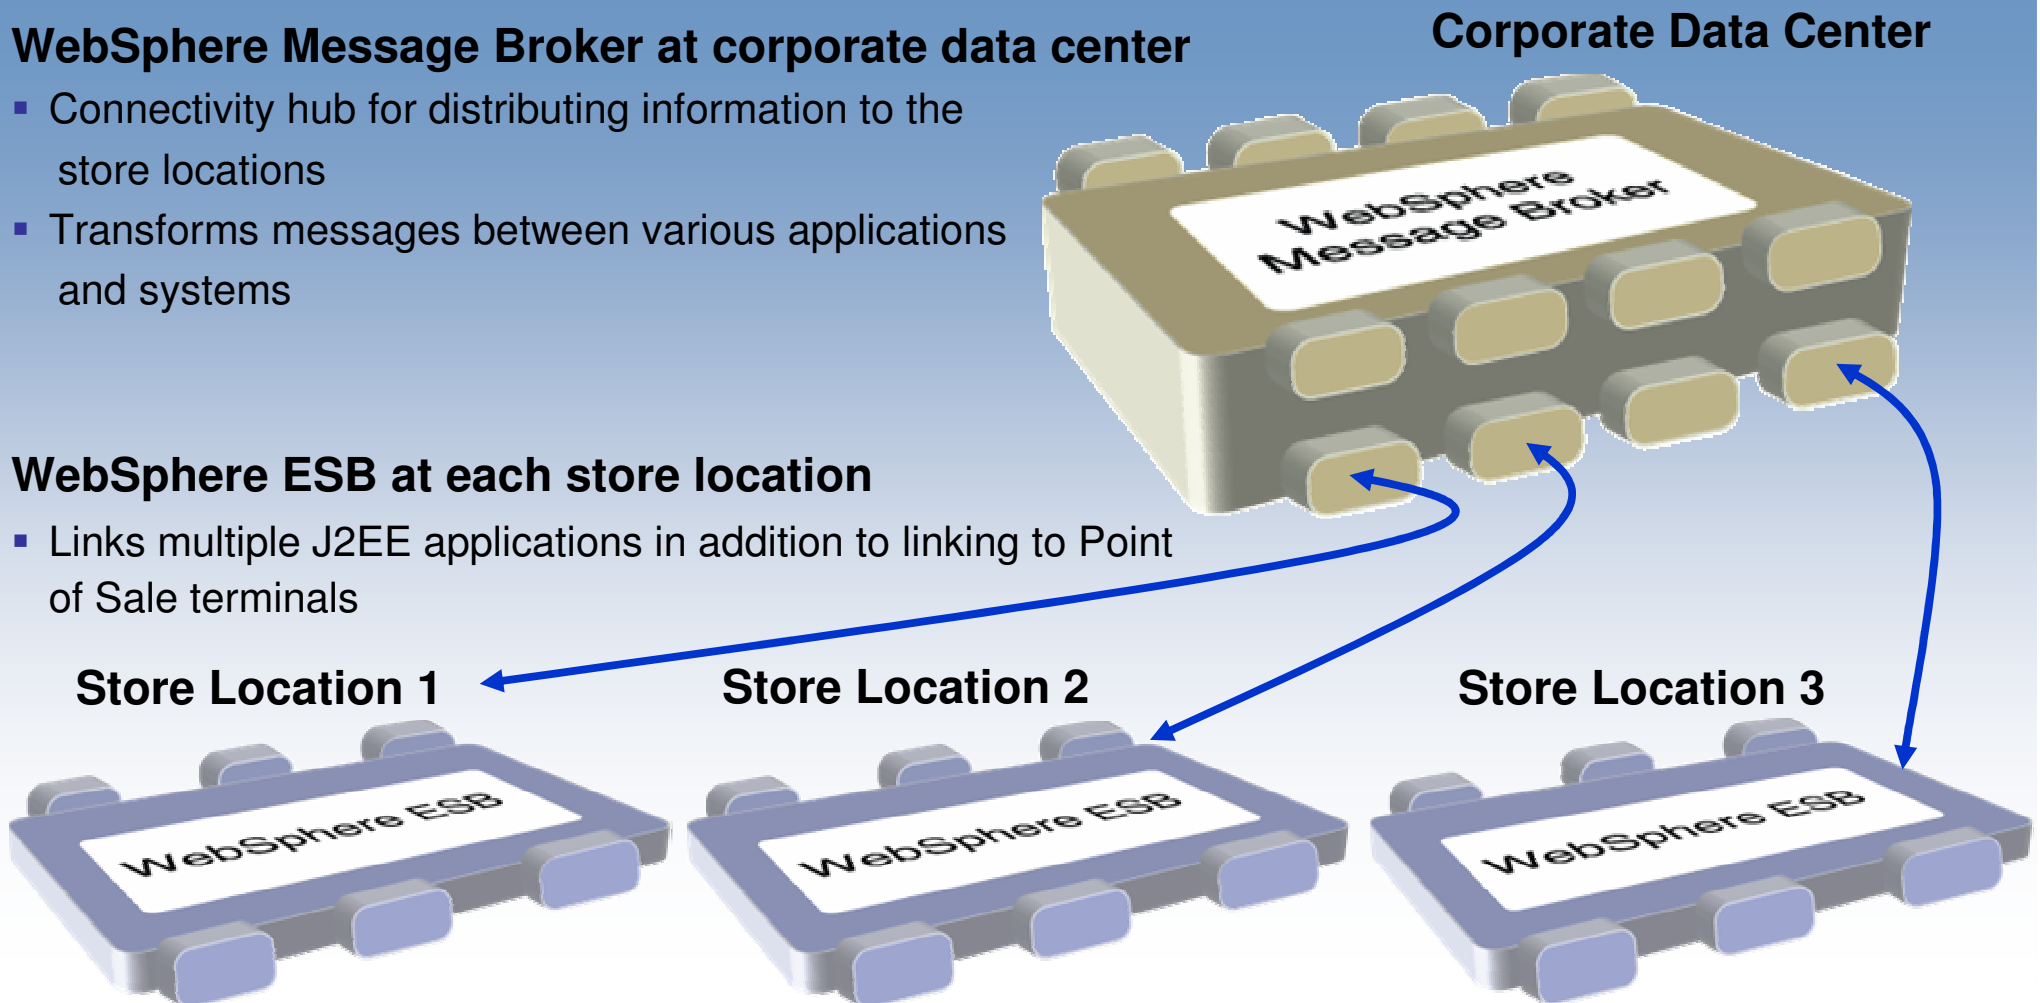 WebSphere Message Broker at corporate data center
▪ Connectivity hub for distributing information to the
store locations
▪ Transforms messages between various applications
and systems
Corporate Data Center
WebSphere
Message Broker
WebSphere ESB at each store location
▪ Links multiple J2EE applications in addition to linking to Point
of Sale terminals
Store Location 1
Store Location 2
Store Location 3
WebSphere ESB
WebSphere ESB
WebSphere ESB